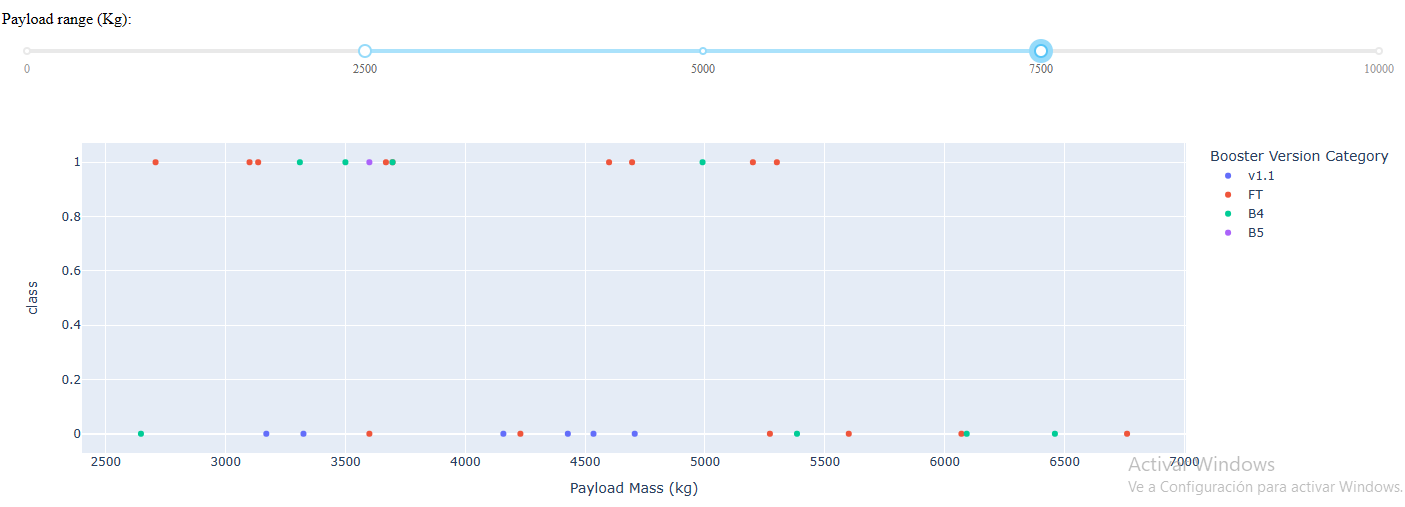 Payload range (Kg):
0 2500 5000 7500 10000
Booster Version Category
v1.1
FT
B4
B5
class
1
0.8
0.6
0.4
0.2
0
2500 3000 3500 4000 4500 5000 5500 6000 6500 7000
Payload Mass (kg)
Activar Windows
Ve a Configuración para activar Windows.